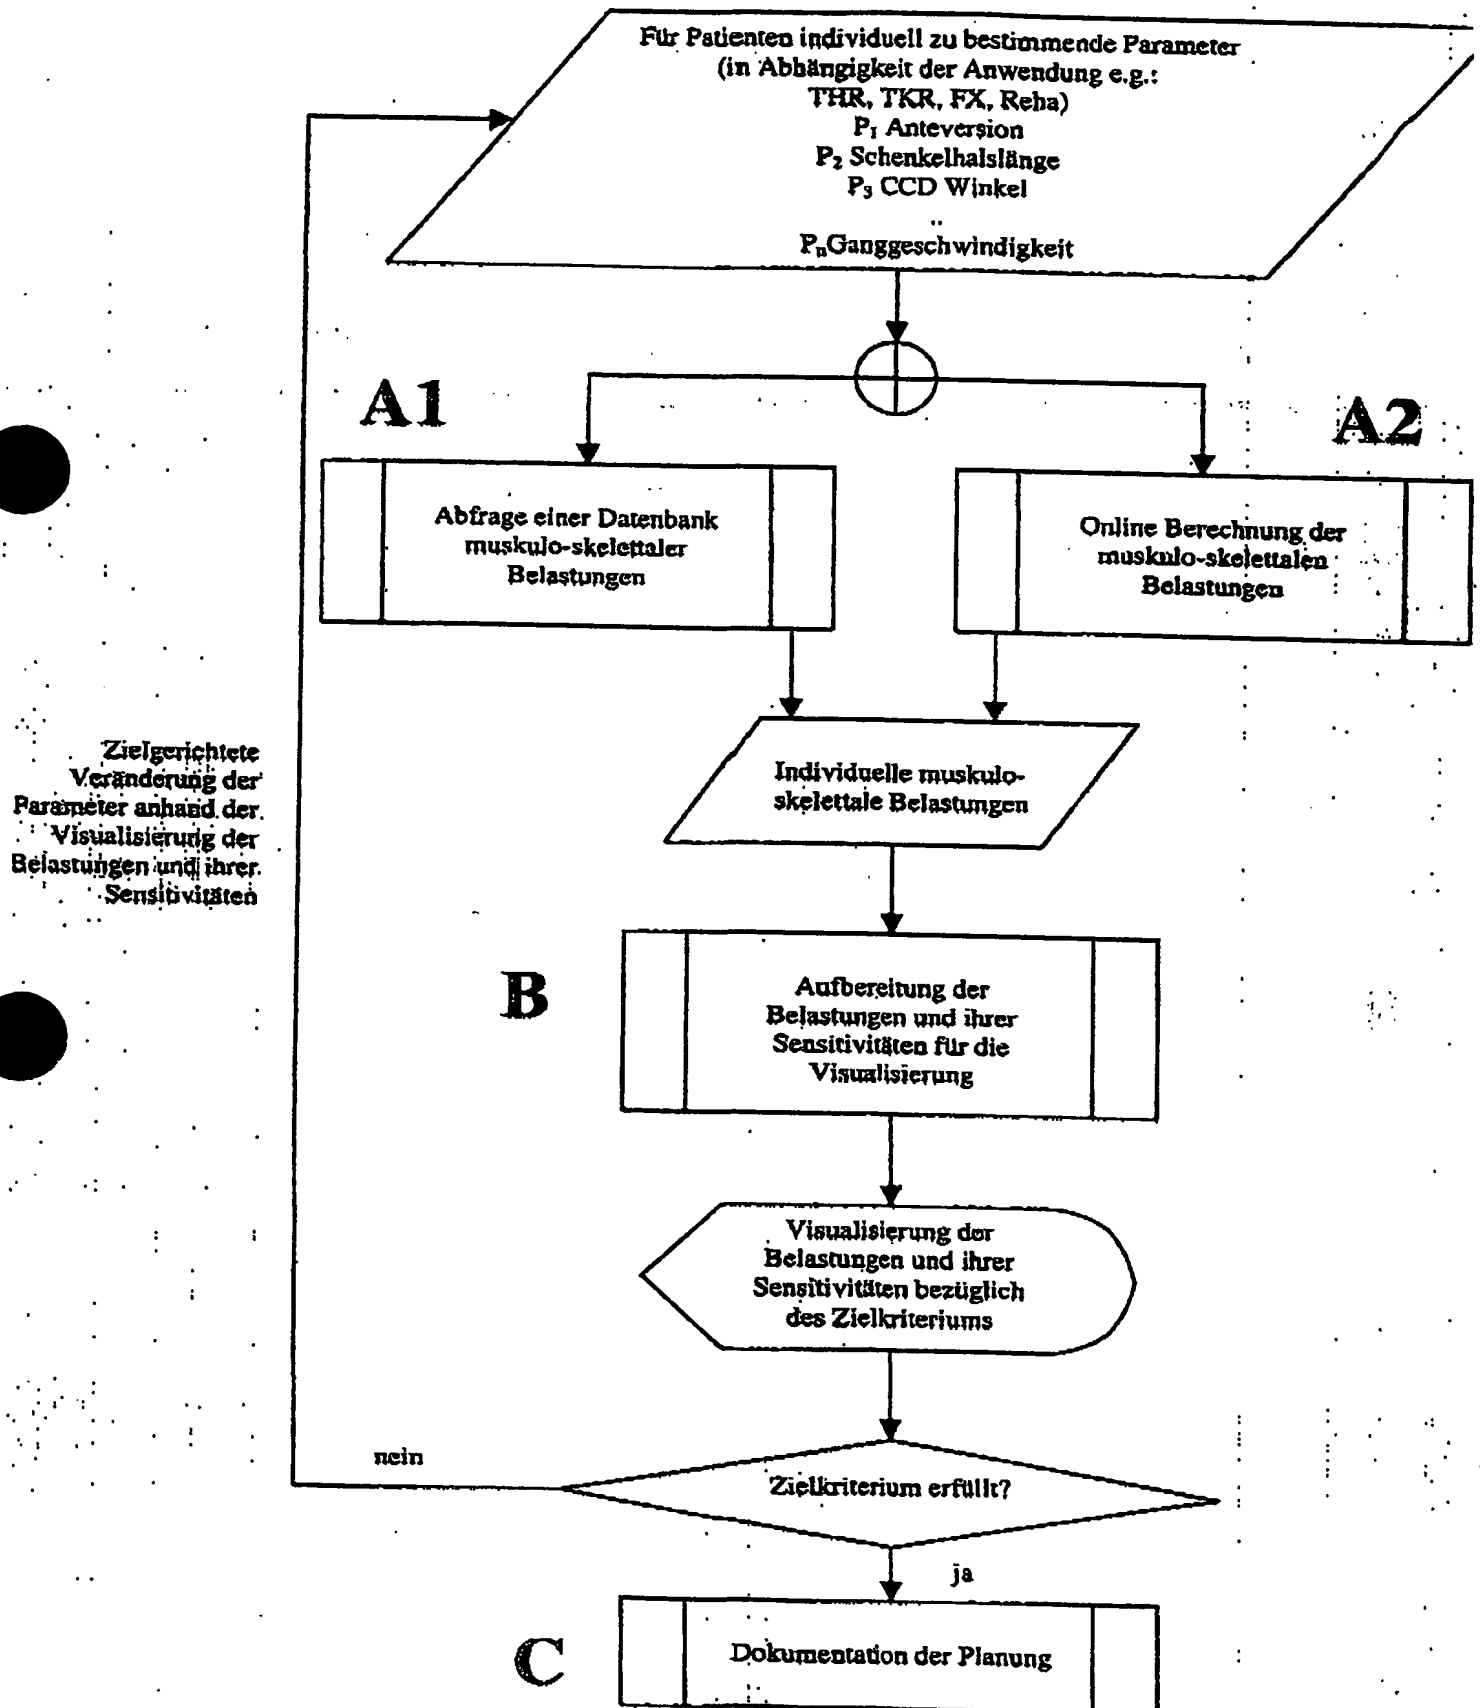 Für Patienten individuell zu bestimmende Parameter
(in Abhängigkeit der Anwendung e.g.:
THR, TKR, FX, Reha)
P₁ Anteversion
P₂ Schenkelhalslänge
P₃ CCD Winkel
..
PₙGanggeschwindigkeit
A1
A2
Abfrage einer Datenbank
muskulo-skelettaler
Belastungen
Online Berechnung der
muskulo-skelettalen
Belastungen
Individuelle muskulo-
skelettale Belastungen
Zielgerichtete
Veränderung der
Parameter anhand der
Visualisierung der
Belastungen und ihrer
Sensitivitäten
B
Aufbereitung der
Belastungen und ihrer
Sensitivitäten für die
Visualisierung
Visualisierung der
Belastungen und ihrer
Sensitivitäten bezüglich
des Zielkriteriums
nein
Zielkriterium erfüllt?
ja
C
Dokumentation der Planung